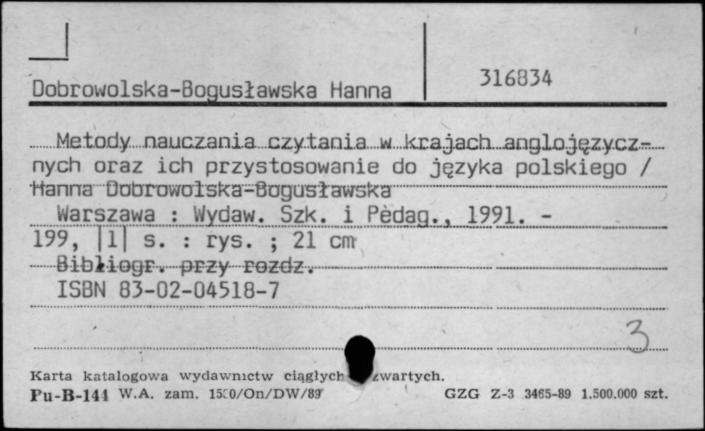 Dobrowolska-Bogusławska Hanna
316834
Metody nauczania czytania w krajach anglojęzycz-
nych oraz ich przystosowanie do języka polskiego /
Hanna Dobrowolska-Bogusławska
Warszawa : Wydaw. Szk. i Pedag., 1991. -
199, |1| s. : rys. ; 21 cm
Bibliogr. przy rozdz.
ISBN 83-02-04518-7
3
Karta katalogowa wydawnictw ciągłych zwartych.
Pu-B-144 W.A. zam. /On/DW/89 GZG Z-3 3465-89 1.500.000 szt.